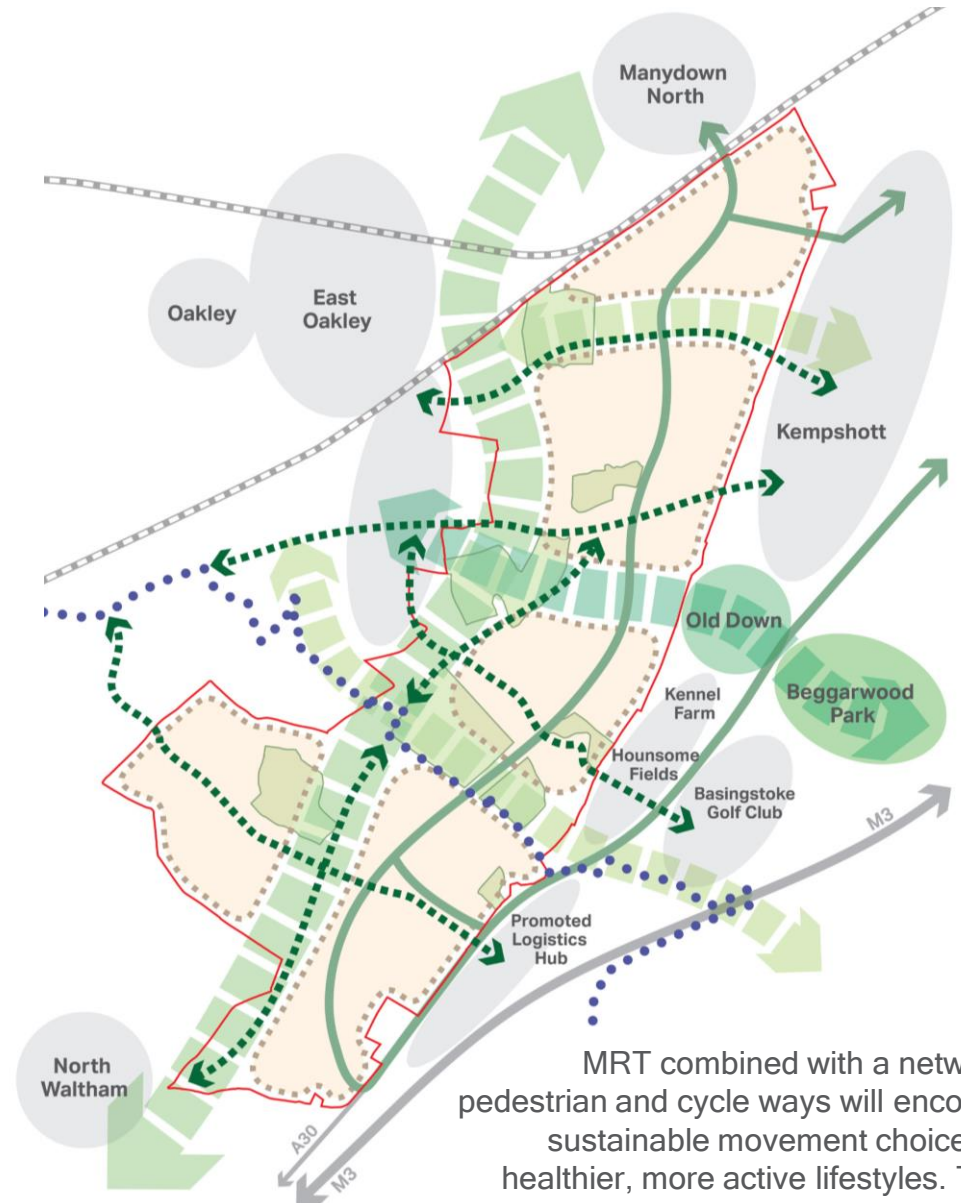 Manydown
North
Oakley
East
Oakley
Kempshott
Old Down
Beggarwood
Park
Kennel
Farm
Hounsome
Fields
Basingstoke
Golf Club
M3
Promoted
Logistics
Hub
North
Waltham
A30
M3
MRT combined with a netw
pedestrian and cycle ways will enco
sustainable movement choice
healthier, more active lifestyles. T